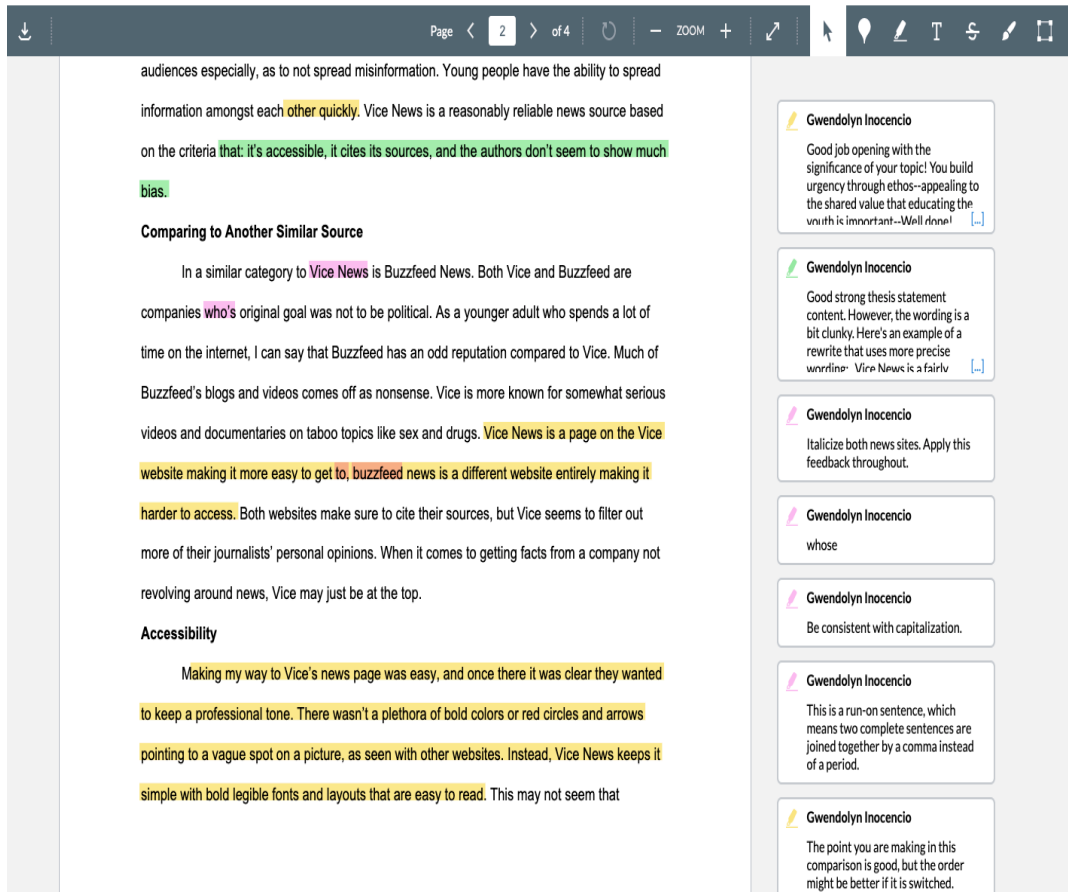 Page 2 of 4 ZOOM T S
audiences especially, as to not spread misinformation. Young people have the ability to spread
information amongst each other quickly. Vice News is a reasonably reliable news source based
on the criteria that: it's accessible, it cites its sources, and the authors don't seem to show much
bias.
Comparing to Another Similar Source
In a similar category to Vice News is Buzzfeed News. Both Vice and Buzzfeed are
companies who's original goal was not to be political. As a younger adult who spends a lot of
time on the internet, I can say that Buzzfeed has an odd reputation compared to Vice. Much of
Buzzfeed's blogs and videos comes off as nonsense. Vice is more known for somewhat serious
videos and documentaries on taboo topics like sex and drugs. Vice News is a page on the Vice
website making it more easy to get to, buzzfeed news is a different website entirely making it
harder to access. Both websites make sure to cite their sources, but Vice seems to filter out
more of their journalists' personal opinions. When it comes to getting facts from a company not
revolving around news, Vice may just be at the top.
Accessibility
Making my way to Vice's news page was easy, and once there it was clear they wanted
to keep a professional tone. There wasn't a plethora of bold colors or red circles and arrows
pointing to a vague spot on a picture, as seen with other websites. Instead, Vice News keeps it
simple with bold legible fonts and layouts that are easy to read. This may not seem that
Gwendolyn Inocencio
Good job opening with the
significance of your topic! You build
urgency through ethos--appealing to
the shared value that educating the
youth is important--Well done! [...]
Gwendolyn Inocencio
Good strong thesis statement
content. However, the wording is a
bit clunky. Here's an example of a
rewrite that uses more precise
wording: Vice News is a fairly [...]
Gwendolyn Inocencio
Italicize both news sites. Apply this
feedback throughout.
Gwendolyn Inocencio
whose
Gwendolyn Inocencio
Be consistent with capitalization.
Gwendolyn Inocencio
This is a run-on sentence, which
means two complete sentences are
joined together by a comma instead
of a period.
Gwendolyn Inocencio
The point you are making in this
comparison is good, but the order
might be better if it is switched.